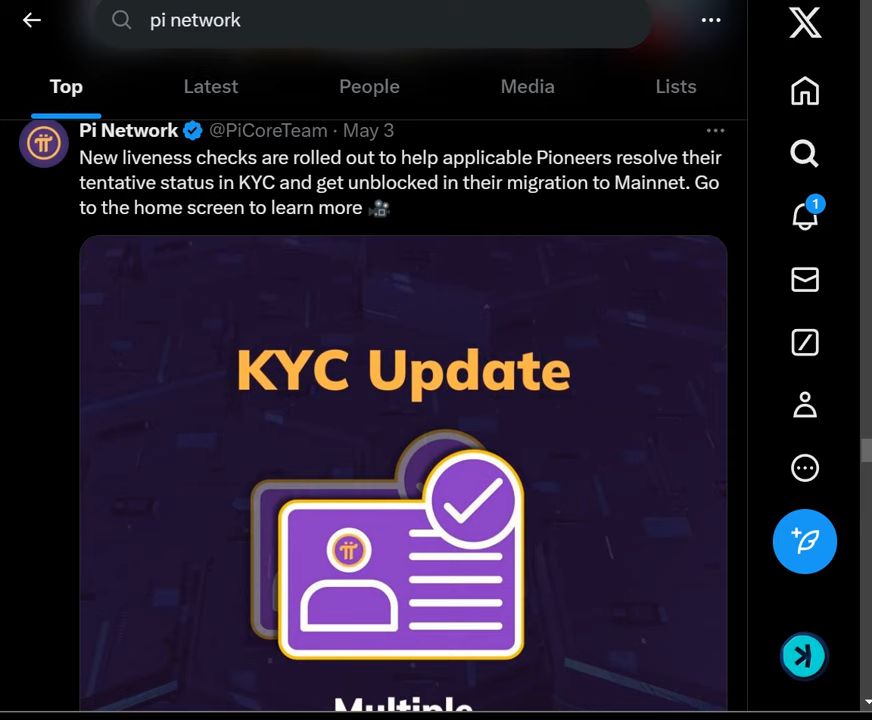 pi network
Top Latest People Media Lists
Pi Network @PiCoreTeam · May 3
New liveness checks are rolled out to help applicable Pioneers resolve their
tentative status in KYC and get unblocked in their migration to Mainnet. Go
to the home screen to learn more 🎥
KYC Update
Multiple
1